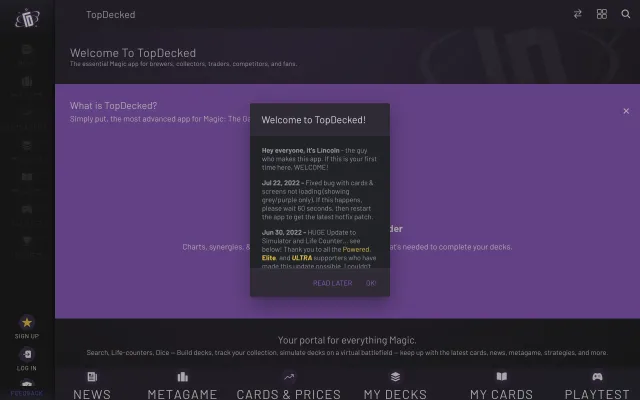 TopDecked
Welcome To TopDecked
The essential Magic app for brewers, collectors, traders, competitors, and fans.
What is TopDecked?
Simply put, the most advanced app for Magic: The Ga
Welcome to TopDecked!
Hey everyone, it's Lincoln - the guy
who makes this app. If this is your first
time here, WELCOME!
Jul 22, 2022 - Fixed bug with cards &
screens not loading (showing
grey/purple only). If this happens,
please wait 60 seconds, then restart
the app to get the latest hotfix patch.
Jun 30, 2022 - HUGE Update to
Simulator and Life Counter... see
below! Thank you to all the Powered,
Elite, and ULTRA supporters who have
made this update possible. I couldn't
READ LATER
OK!
der
Charts, synergies, &
at's needed to complete your decks.
Your portal for everything Magic.
Search, Life-counters, Dice — Build decks, track your collection, simulate decks on a virtual battlefield — keep up with the latest cards, news, metagame, strategies, and more.
SIGN UP
LOG IN
FEEDBACK
NEWS
METAGAME
CARDS & PRICES
MY DECKS
MY CARDS
PLAYTEST